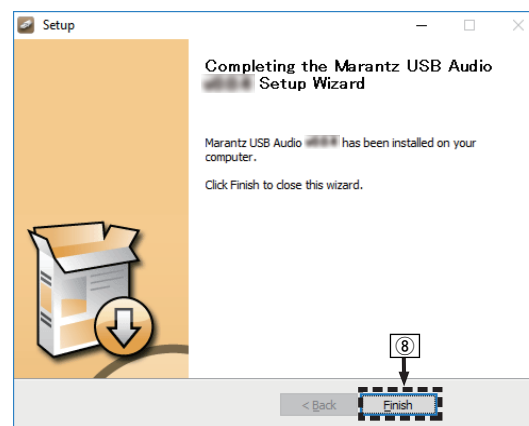 Setup
Completing the Marantz USB Audio
Setup Wizard
Marantz USB Audio has been installed on your
computer.
Click Finish to close this wizard.
⑧
< Back
Finish